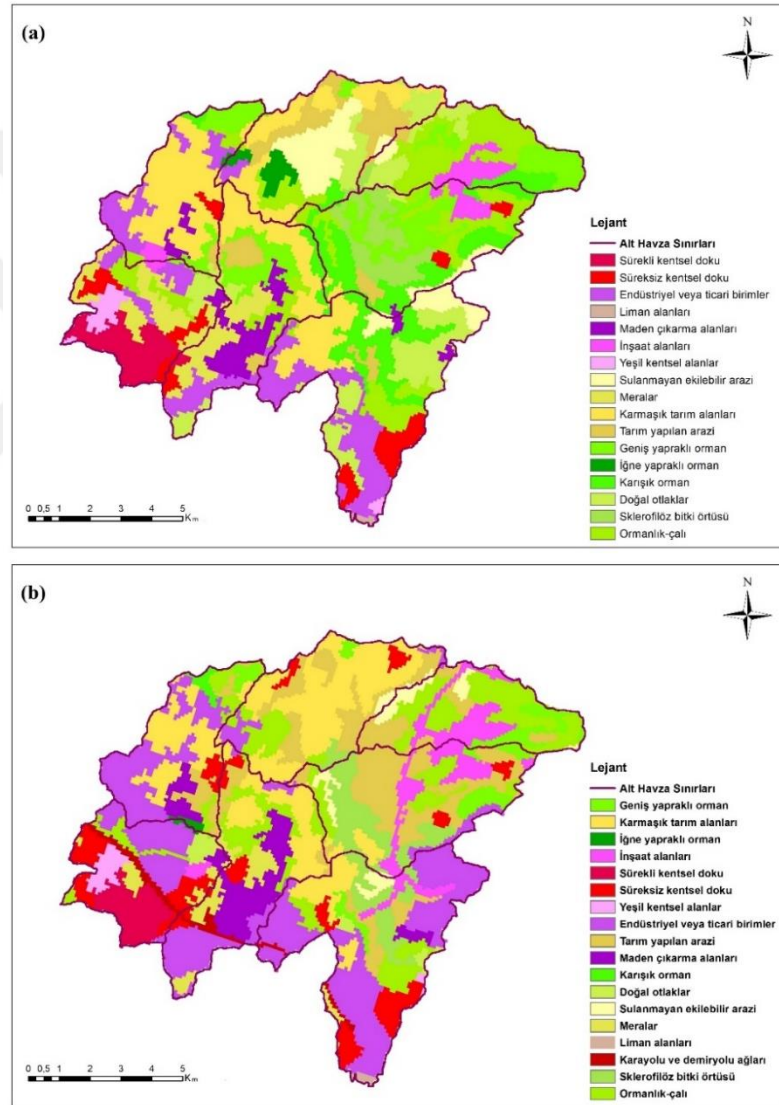 (a)
N
Lejant
Alt Havza Sınırları
Sürekli kentsel doku
Süreksiz kentsel doku
Endüstriyel veya ticari birimler
Liman alanları
Maden çıkarma alanları
İnşaat alanları
Yeşil kentsel alanlar
Sulanmayan ekilebilir arazi
Meralar
Karmaşık tarım alanları
Tarım yapılan arazi
Geniş yapraklı orman
İğne yapraklı orman
Karışık orman
Doğal otlaklar
Sklerofilöz bitki örtüsü
Ormanlık-çalı
0 0,5 1 2 3 4 5
Km
(b)
N
Lejant
Alt Havza Sınırları
Geniş yapraklı orman
Karmaşık tarım alanları
İğne yapraklı orman
İnşaat alanları
Sürekli kentsel doku
Süreksiz kentsel doku
Yeşil kentsel alanlar
Endüstriyel veya ticari birimler
Tarım yapılan arazi
Maden çıkarma alanları
Karışık orman
Doğal otlaklar
Sulanmayan ekilebilir arazi
Meralar
Liman alanları
Karayolu ve demiryolu ağları
Sklerofilöz bitki örtüsü
Ormanlık-çalı
0 0,5 1 2 3 4 5
Km